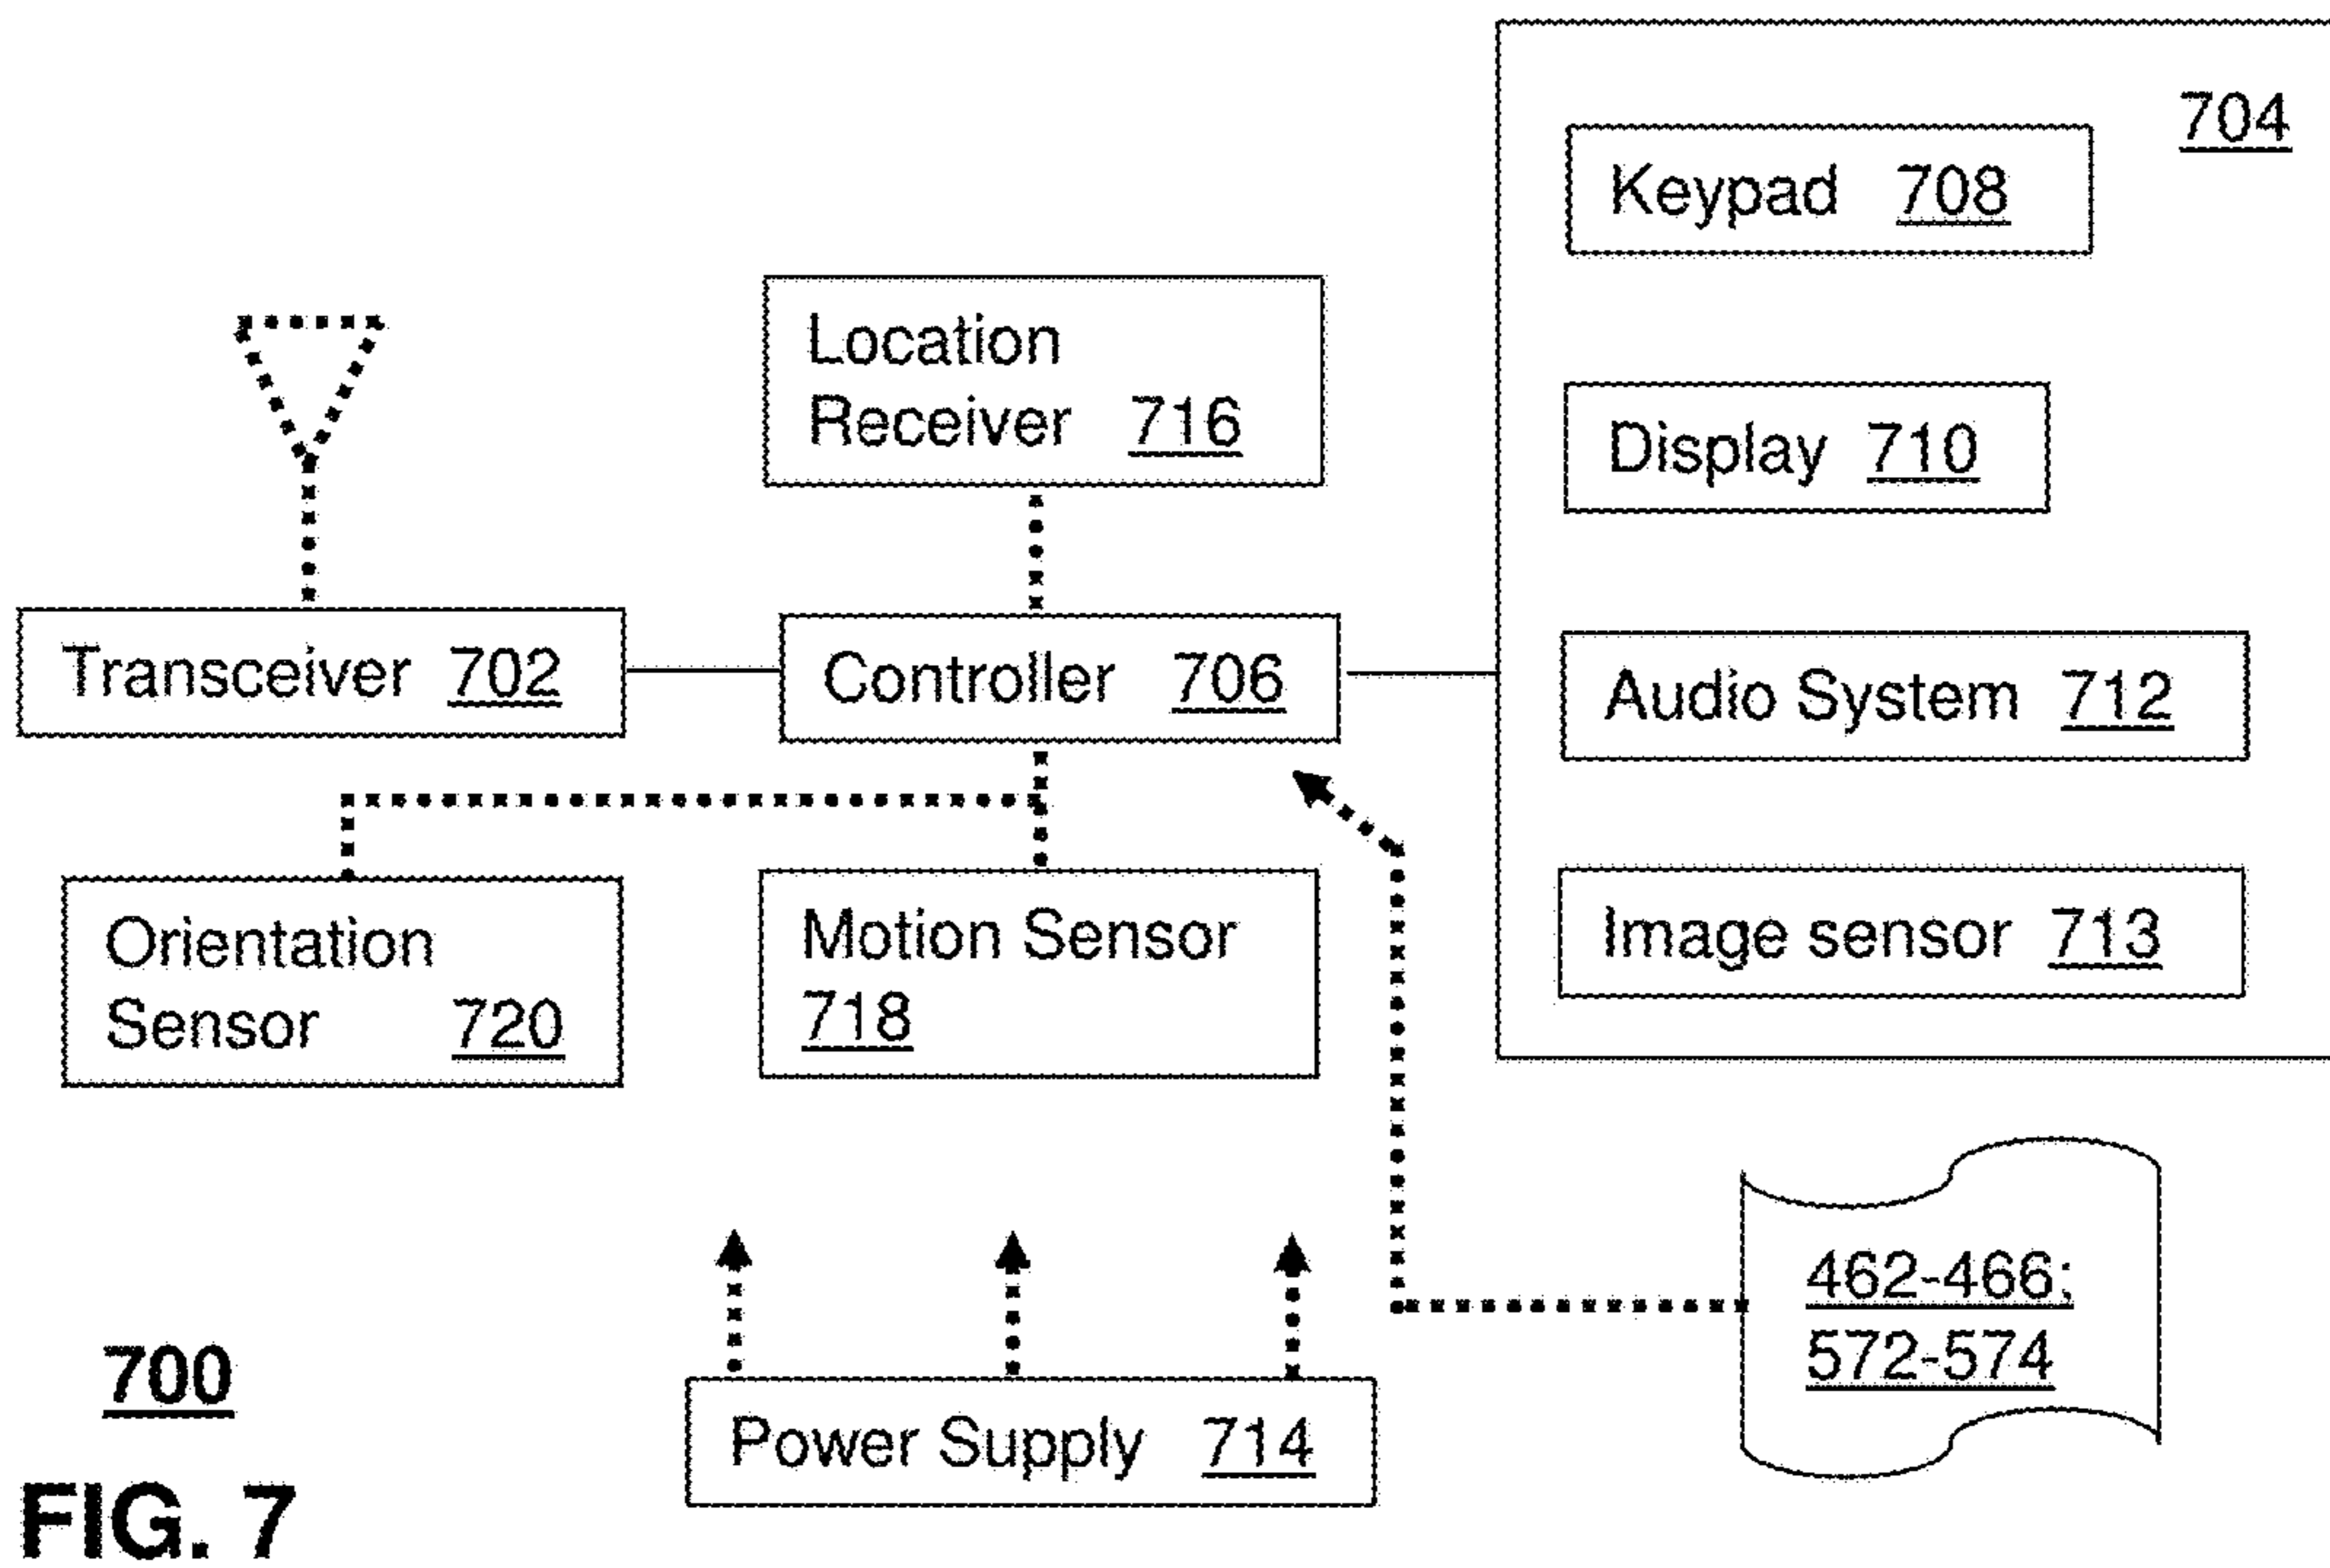 704
Keypad 708
Location
Receiver 716
Display 710
Transceiver 702
Controller 706
Audio System 712
Orientation
Sensor 720
Motion Sensor
718
Image sensor 713
462-466;
572-574
700
Power Supply 714
FIG. 7